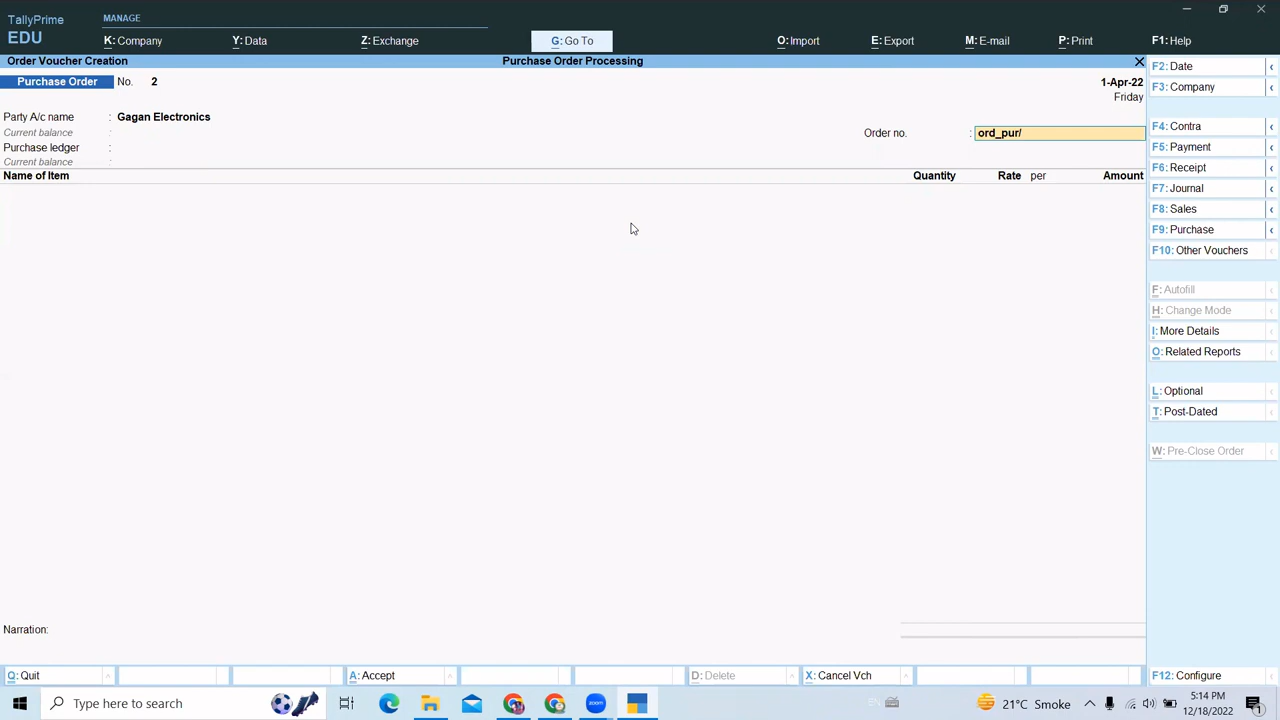 TallyPrime
EDU
MANAGE
K: Company
Y: Data
Z: Exchange
G: Go To
O: Import
E: Export
M: E-mail
P: Print
F1: Help
Order Voucher Creation
Purchase Order Processing
Purchase Order
No.
2
1-Apr-22
Friday
Party A/c name
:
Gagan Electronics
Current balance
:
Order no.
:
ord_pur/
Purchase ledger
:
Current balance
:
Name of Item
Quantity
Rate
per
Amount
Narration:
F2: Date
F3: Company
F4: Contra
F5: Payment
F6: Receipt
F7: Journal
F8: Sales
F9: Purchase
F10: Other Vouchers
F: Autofill
H: Change Mode
I: More Details
O: Related Reports
L: Optional
T: Post-Dated
W: Pre-Close Order
Q: Quit
A: Accept
D: Delete
X: Cancel Vch
F12: Configure
Type here to search
zoom
EN
21°C Smoke
5:14 PM
12/18/2022
1